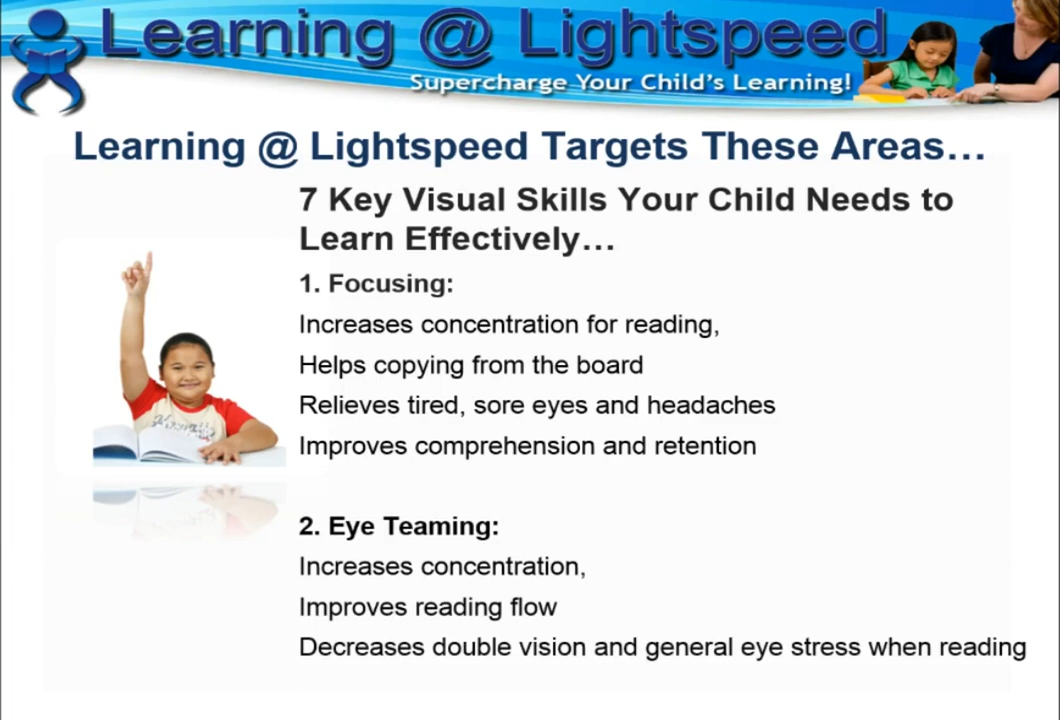 Learning @ Lightspeed
Supercharge Your Child's Learning!
Learning @ Lightspeed Targets These Areas...
7 Key Visual Skills Your Child Needs to
Learn Effectively...
1. Focusing:
Increases concentration for reading,
Helps copying from the board
Relieves tired, sore eyes and headaches
Improves comprehension and retention
2. Eye Teaming:
Increases concentration,
Improves reading flow
Decreases double vision and general eye stress when reading